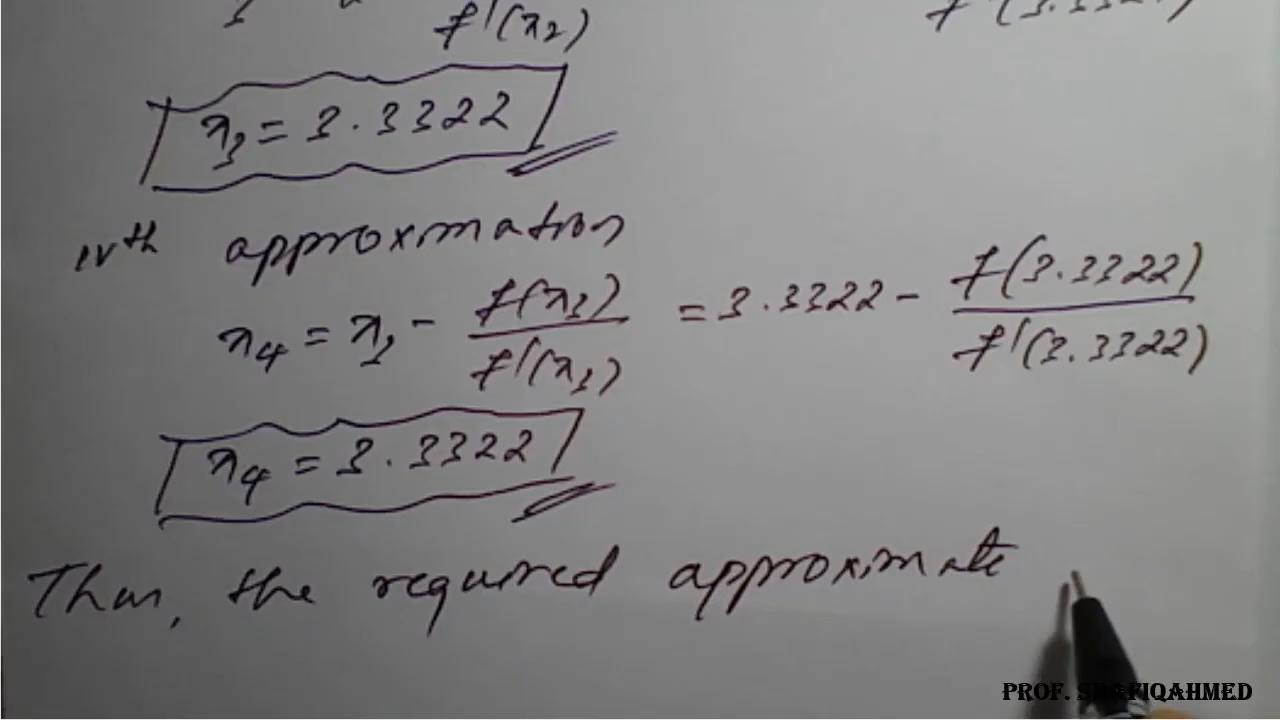 f'(x₂)
x₃ = 3.3322
IVth approximation
x₄ = x₃ - f(x₃)/f'(x₃) = 3.3322 - f(3.3322)/f'(3.3322)
x₄ = 3.3322
Thus, the required approximate
PROF.